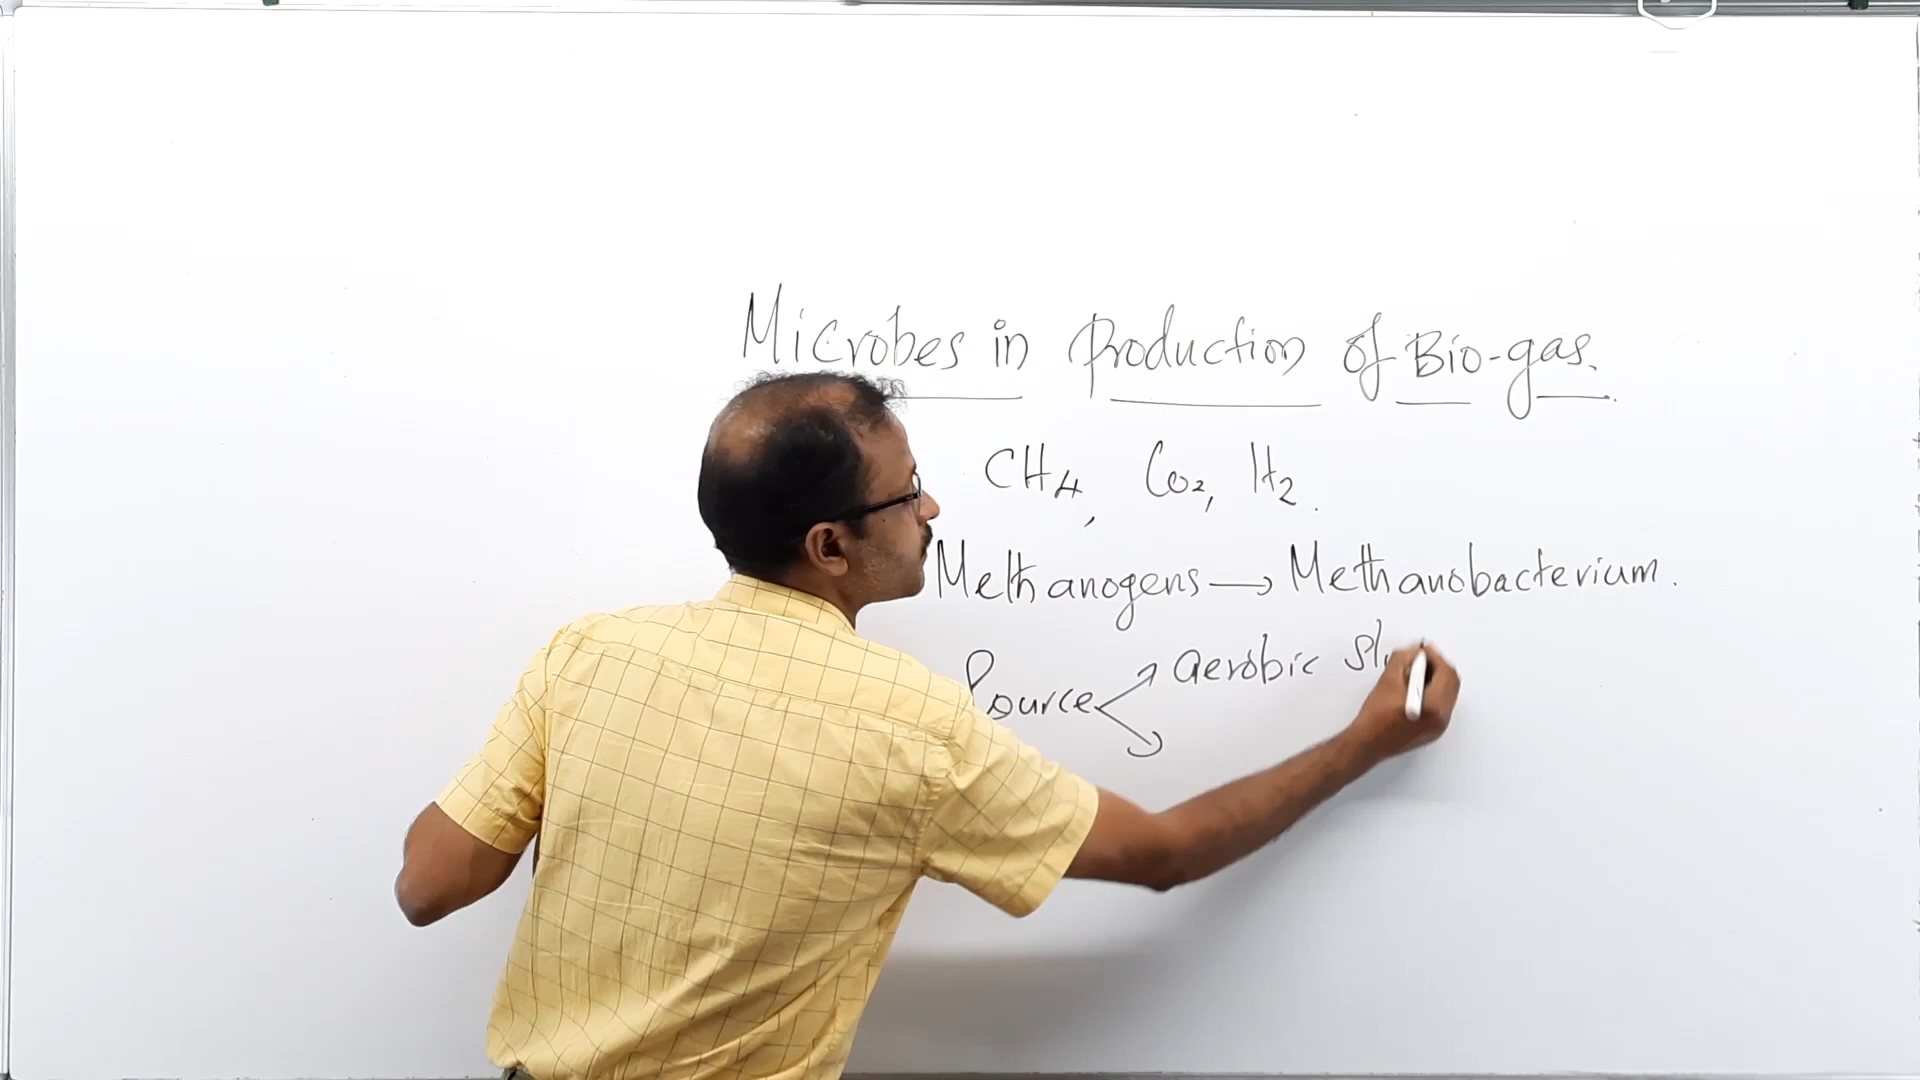 Microbes in Production of Bio-gas.
CH4, Co2, H2.
Methanogens → Methanobacterium.
Source aerobic